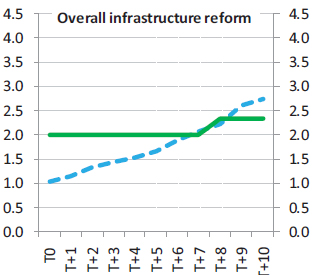 Overall infrastructure reform
4.5 4.5
4.0 4.0
3.5 3.5
3.0 3.0
2.5 2.5
2.0 2.0
1.5 1.5
1.0 1.0
0.5 0.5
0.0 0.0
T0
T+1
T+2
T+3
T+4
T+5
T+6
T+7
T+8
T+9
T+10